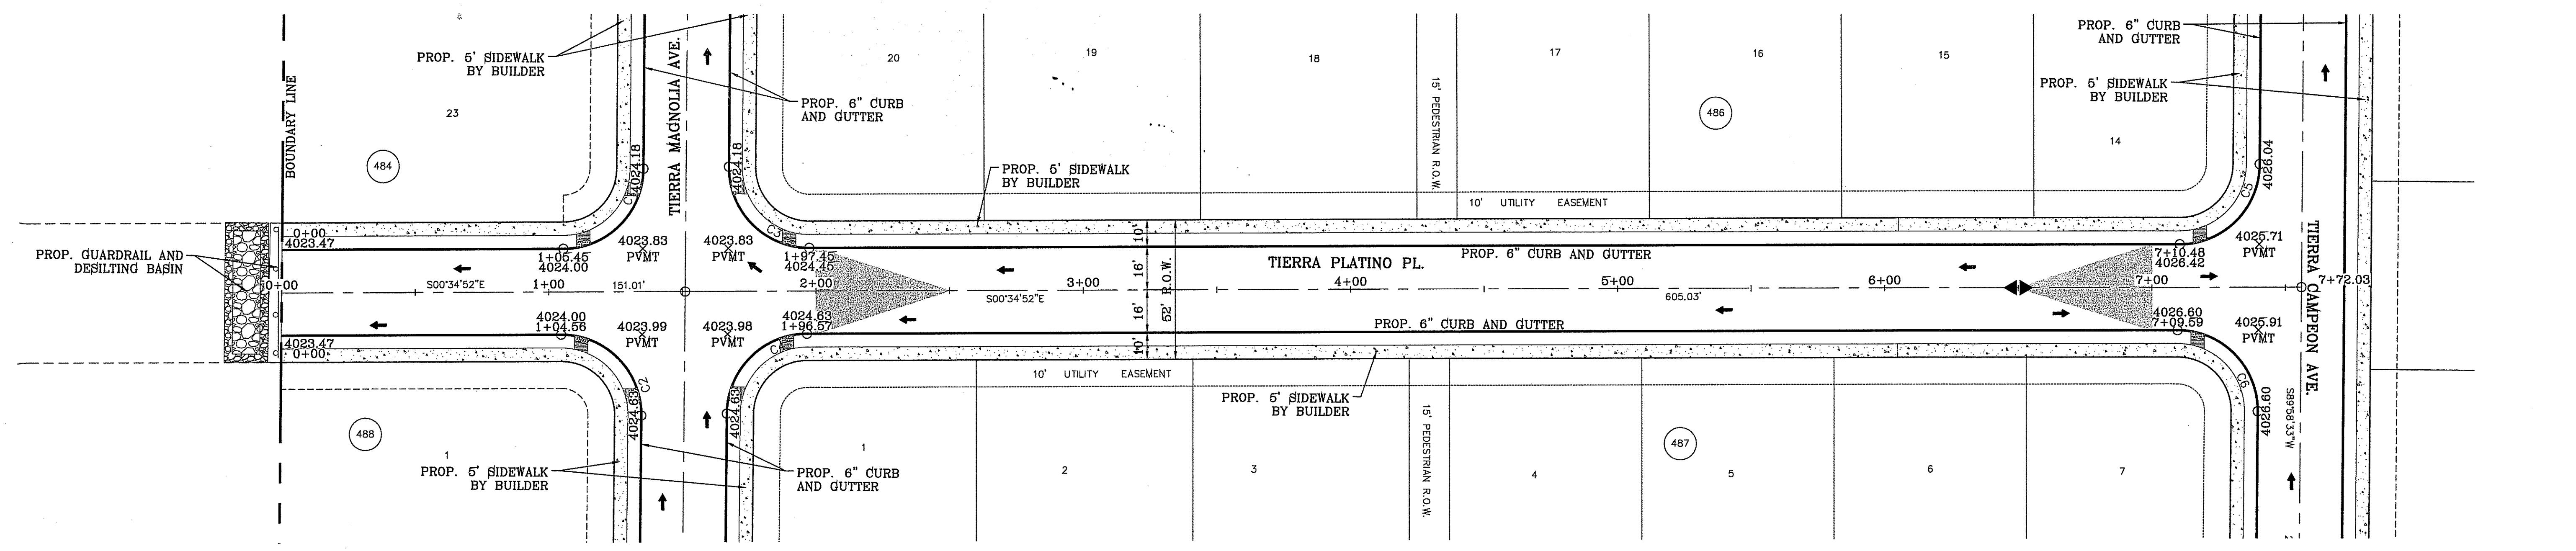 PROP. 5' SIDEWALK
BY BUILDER
23
484
BOUNDARY LINE
TIERRA MAGNOLIA AVE.
4024.18
4024.18
PROP. 6" CURB
AND GUTTER
20
19
18
15' PEDESTRIAN R.O.W.
17
16
15
486
14
PROP. 6" CURB
AND GUTTER
PROP. 5' SIDEWALK
BY BUILDER
4026.04
C5
PROP. 5' SIDEWALK
BY BUILDER
10' UTILITY EASEMENT
PROP. GUARDRAIL AND
DESILTING BASIN
0+00
4023.47
1+05.45
4024.00
4023.83
PVMT
4023.83
PVMT
C3
1+97.45
4024.45
10'
16'
16'
10'
52' R.O.W.
TIERRA PLATINO PL.
PROP. 6" CURB AND GUTTER
7+10.48
4026.42
4025.71
PVMT
TIERRA CAMPEON AVE.
0+00
S00°34'52"E
1+00
151.01'
2+00
S00°34'52"E
3+00
4+00
5+00
605.03'
6+00
7+00
7+72.03
4024.00
1+04.56
4023.99
PVMT
4023.98
PVMT
4024.63
1+96.57
PROP. 6" CURB AND GUTTER
4026.60
7+09.59
4025.91
PVMT
4023.47
0+00
C2
4024.63
4024.63
10' UTILITY EASEMENT
PROP. 5' SIDEWALK
BY BUILDER
C6
4026.60
S89°58'33"W
488
1
PROP. 5' SIDEWALK
BY BUILDER
PROP. 6" CURB
AND GUTTER
1
2
3
15' PEDESTRIAN R.O.W.
4
487
5
6
7